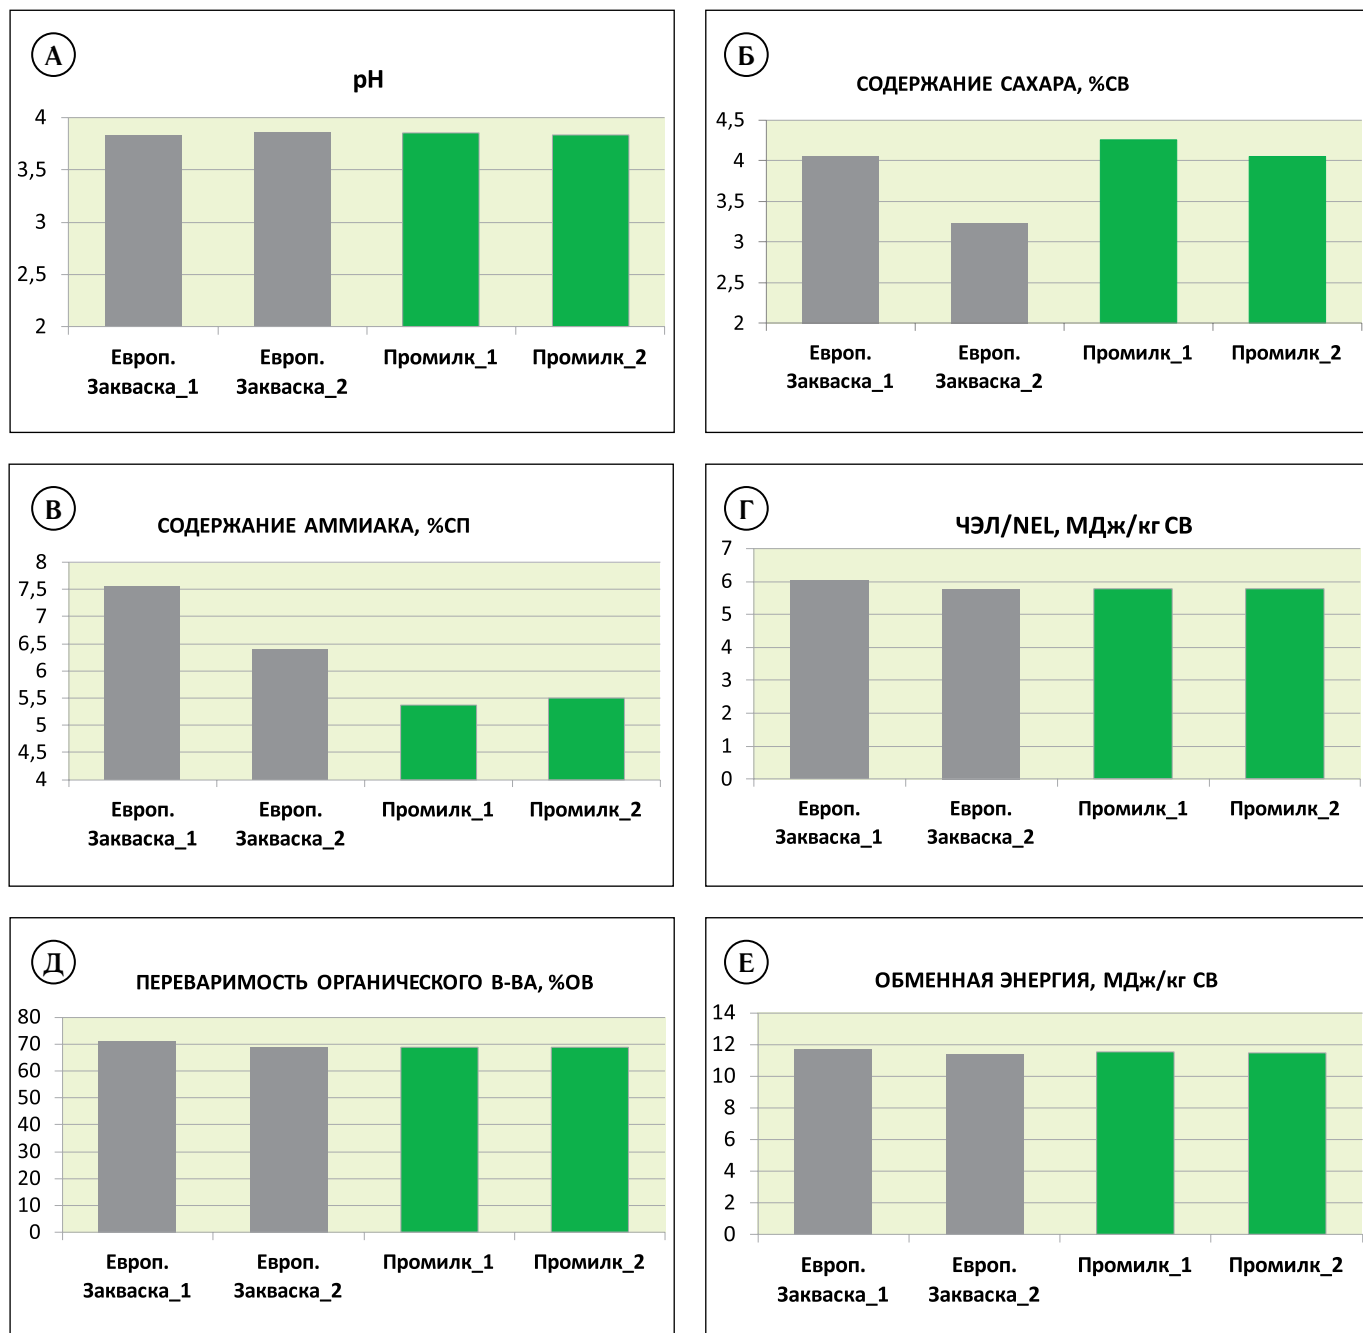 А
pH
4
3,5
3
2,5
2
Европ.
Закваска_1
Европ.
Закваска_2
Промилк_1
Промилк_2
Б
СОДЕРЖАНИЕ САХАРА, %СВ
4,5
4
3,5
3
2,5
2
Европ.
Закваска_1
Европ.
Закваска_2
Промилк_1
Промилк_2
В
СОДЕРЖАНИЕ АММИАКА, %СП
8
7,5
7
6,5
6
5,5
5
4,5
4
Европ.
Закваска_1
Европ.
Закваска_2
Промилк_1
Промилк_2
Г
ЧЭЛ/NEL, МДж/кг СВ
7
6
5
4
3
2
1
0
Европ.
Закваска_1
Европ.
Закваска_2
Промилк_1
Промилк_2
Д
ПЕРЕВАРИМОСТЬ ОРГАНИЧЕСКОГО В-ВА, %ОВ
80
70
60
50
40
30
20
10
0
Европ.
Закваска_1
Европ.
Закваска_2
Промилк_1
Промилк_2
Е
ОБМЕННАЯ ЭНЕРГИЯ, МДж/кг СВ
14
12
10
8
6
4
2
0
Европ.
Закваска_1
Европ.
Закваска_2
Промилк_1
Промилк_2